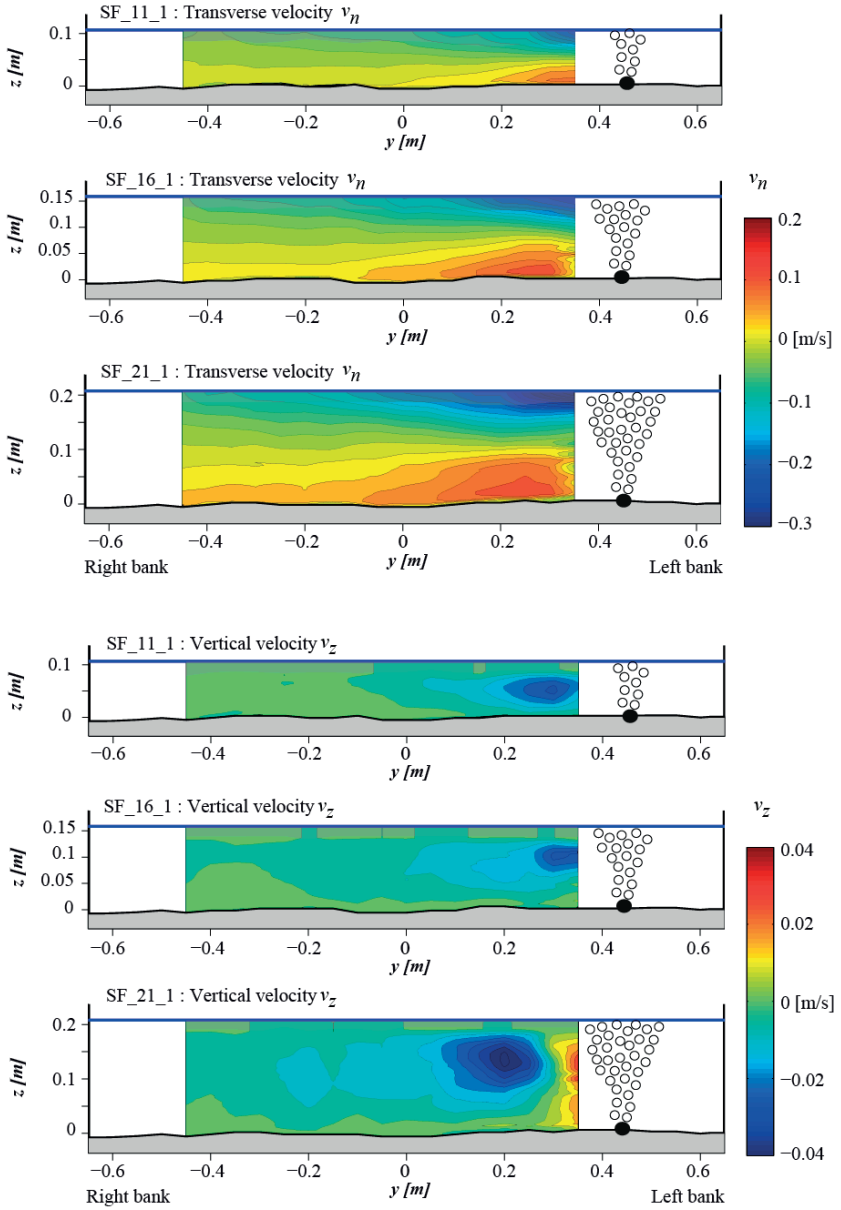 SF_11_1 : Transverse velocity v_n
0.1
0
z [m]
−0.6 −0.4 −0.2 0 0.2 0.4 0.6
y [m]
SF_16_1 : Transverse velocity v_n
0.15
0.1
0.05
0
z [m]
−0.6 −0.4 −0.2 0 0.2 0.4 0.6
y [m]
SF_21_1 : Transverse velocity v_n
0.2
0.1
0
z [m]
−0.6 −0.4 −0.2 0 0.2 0.4 0.6
Right bank y [m] Left bank
v_n
0.2
0.1
0 [m/s]
−0.1
−0.2
−0.3
SF_11_1 : Vertical velocity v_z
0.1
0
z [m]
−0.6 −0.4 −0.2 0 0.2 0.4 0.6
y [m]
SF_16_1 : Vertical velocity v_z
0.15
0.1
0.05
0
z [m]
−0.6 −0.4 −0.2 0 0.2 0.4 0.6
y [m]
SF_21_1 : Vertical velocity v_z
0.2
0.1
0
z [m]
−0.6 −0.4 −0.2 0 0.2 0.4 0.6
Right bank y [m] Left bank
v_z
0.04
0.02
0 [m/s]
−0.02
−0.04